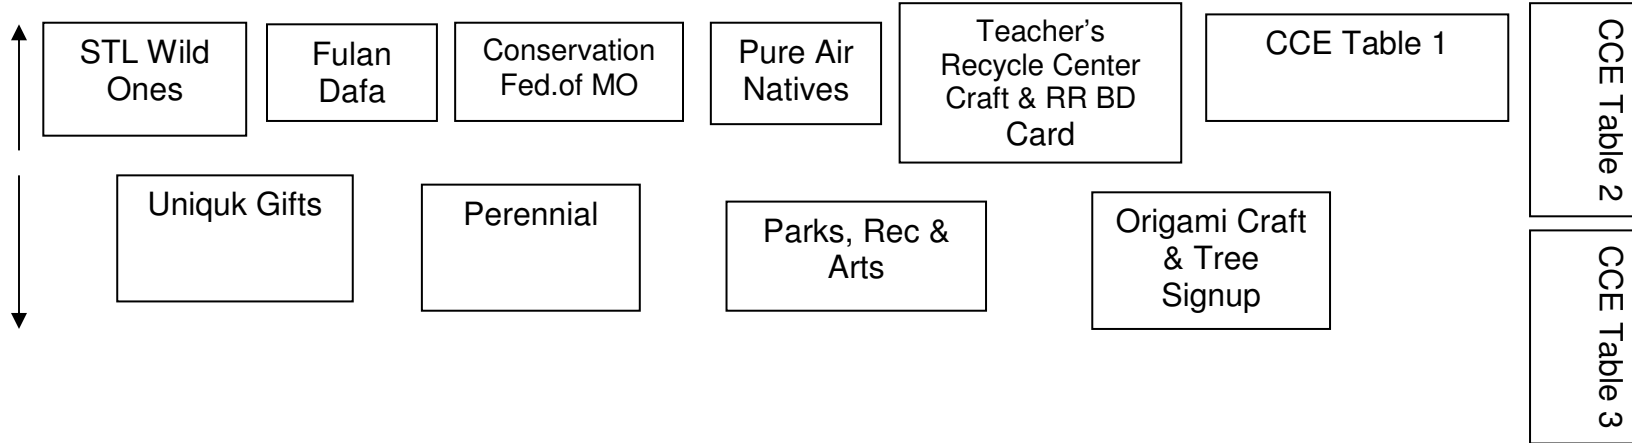 STL Wild
Ones
Fulan
Dafa
Conservation
Fed.of MO
Pure Air
Natives
Teacher's
Recycle Center
Craft & RR BD
Card
CCE Table 1
CCE Table 2
Uniquk Gifts
Perennial
Parks, Rec &
Arts
Origami Craft
& Tree
Signup
CCE Table 3